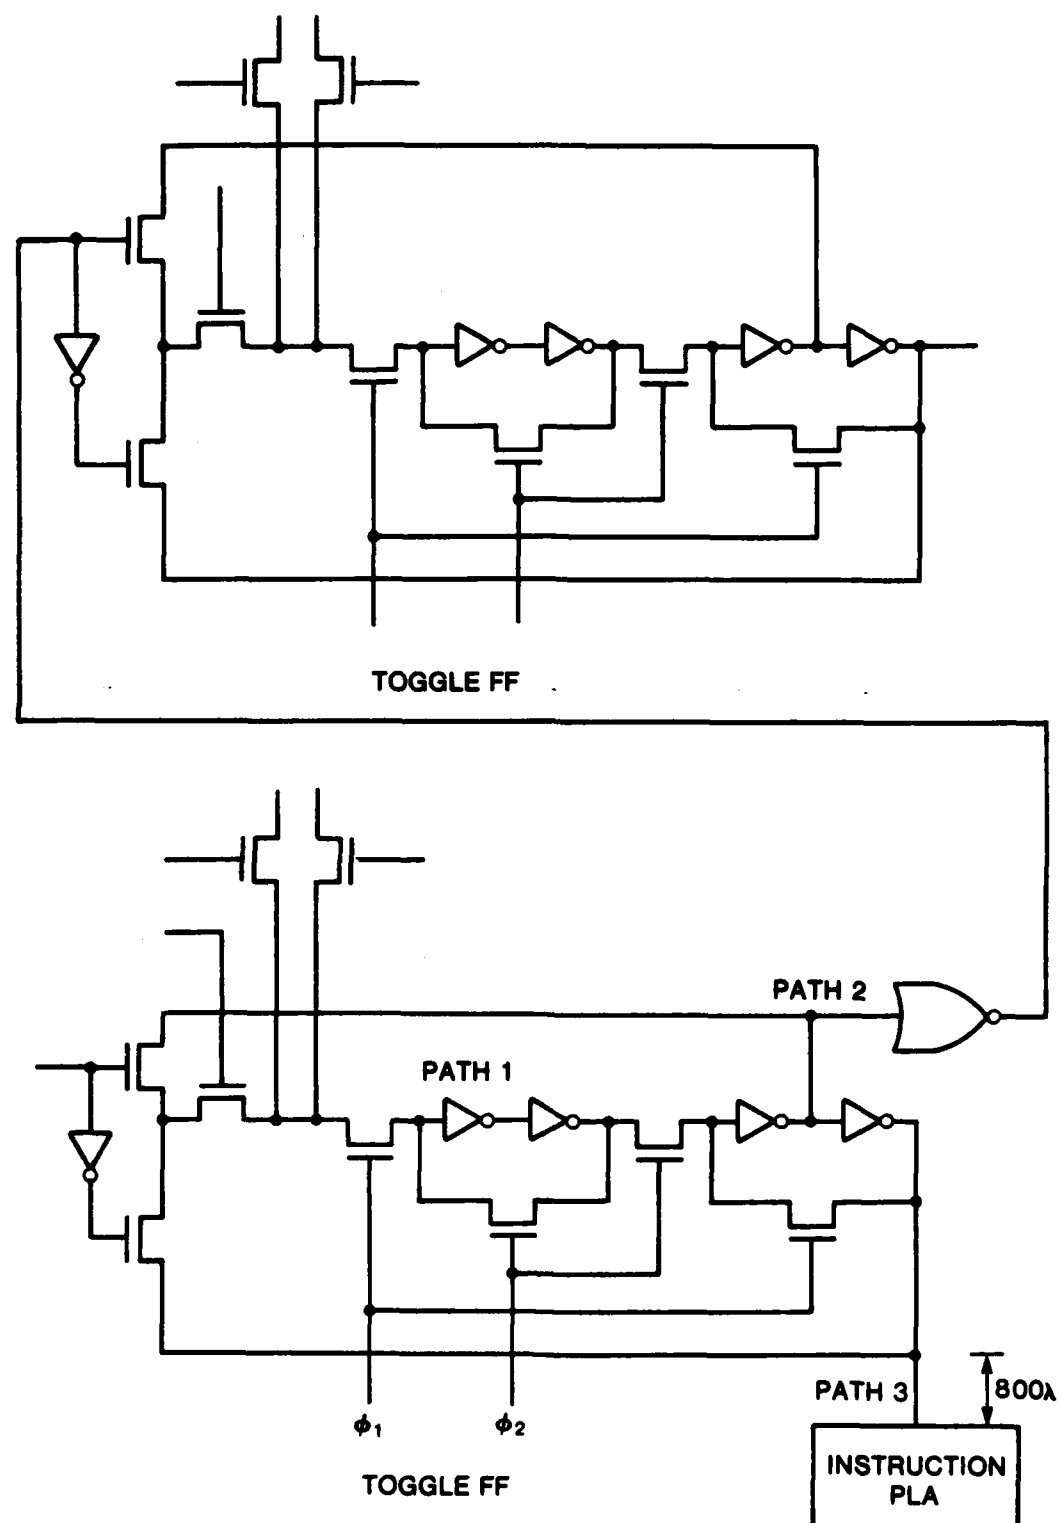 TOGGLE FF
PATH 2
PATH 1
PATH 3
800λ
ϕ₁
ϕ₂
TOGGLE FF
INSTRUCTION
PLA